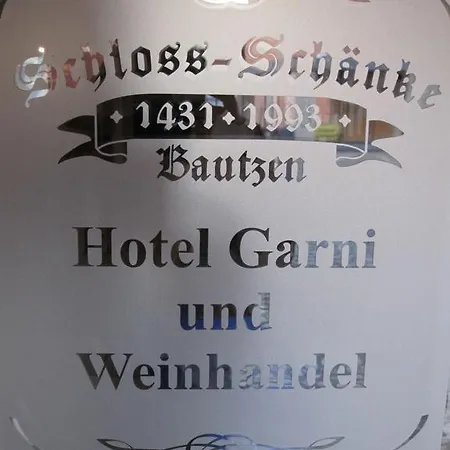 Schloss-Schänke
1431 1993
Bautzen
Hotel Garni
und
Weinhandel